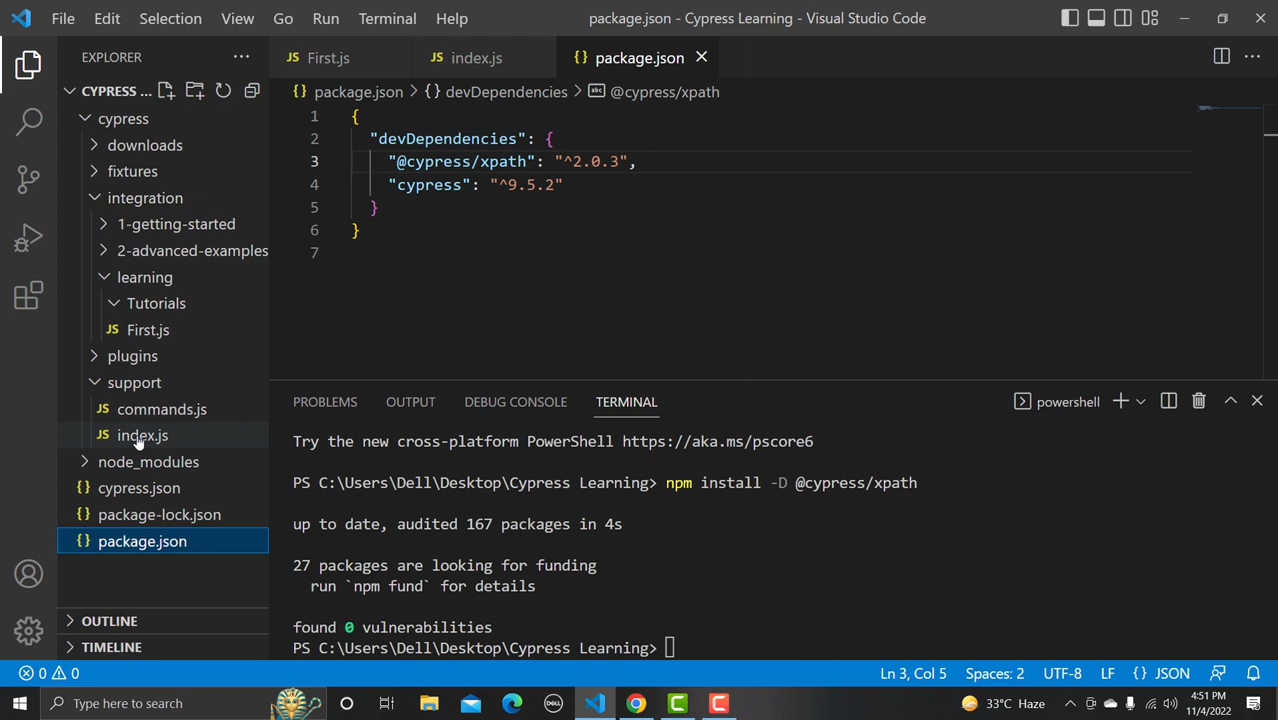 File Edit Selection View Go Run Terminal Help package.json - Cypress Learning - Visual Studio Code
EXPLORER
First.js
index.js
package.json
CYPRESS ...
package.json > {} devDependencies > abc @cypress/xpath
cypress
downloads
fixtures
integration
1-getting-started
2-advanced-examples
learning
Tutorials
JS First.js
plugins
support
JS commands.js
JS index.js
node_modules
{} cypress.json
{} package-lock.json
{} package.json
OUTLINE
TIMELINE
1 {
2 "devDependencies": {
3 "@cypress/xpath": "^2.0.3",
4 "cypress": "^9.5.2"
5 }
6 }
7
PROBLEMS OUTPUT DEBUG CONSOLE TERMINAL powershell
Try the new cross-platform PowerShell https://aka.ms/pscore6
PS C:\Users\Dell\Desktop\Cypress Learning> npm install -D @cypress/xpath
up to date, audited 167 packages in 4s
27 packages are looking for funding
run `npm fund` for details
found 0 vulnerabilities
PS C:\Users\Dell\Desktop\Cypress Learning>
0 0 Ln 3, Col 5 Spaces: 2 UTF-8 LF {} JSON
Type here to search
DELL
33°C Haze
4:51 PM
11/4/2022